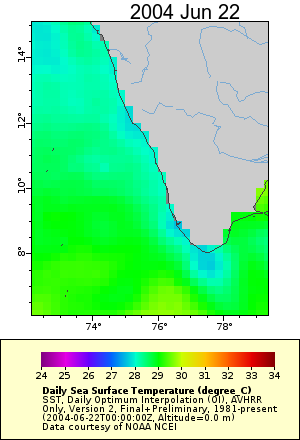 2004 Jun 22
14°
12°
10°
8°
74°
76°
78°
24 25 26 27 28 29 30 31 32 33 34
Daily Sea Surface Temperature (degree_C)
SST, Daily Optimum Interpolation (OI), AVHRR
Only, Version 2, Final+Preliminary, 1981-present
(2004-06-22T00:00:00Z, Altitude=0.0 m)
Data courtesy of NOAA NCEI